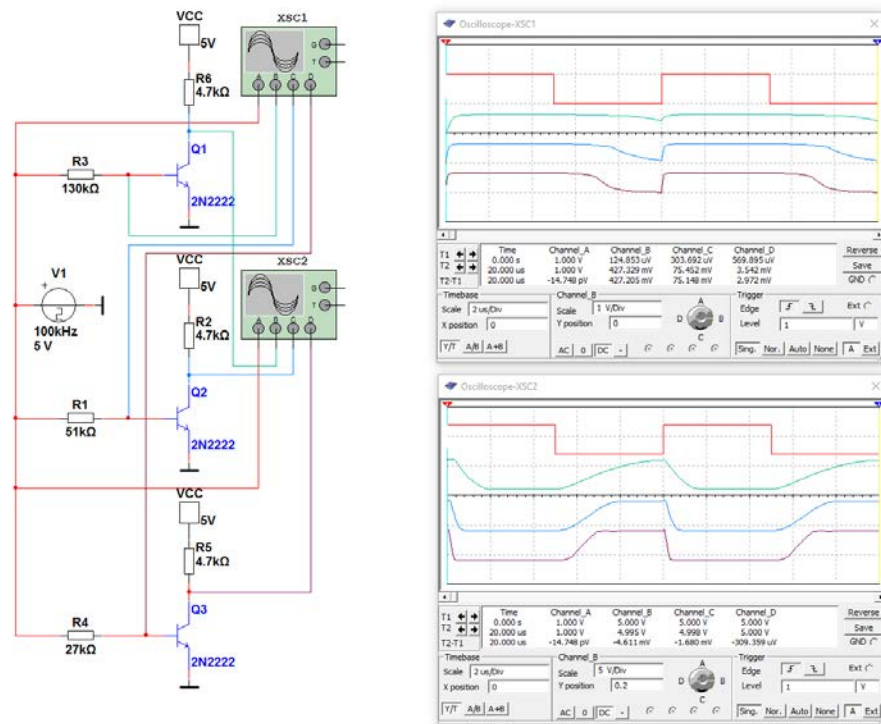 VCC
5V
R6
4.7kΩ
Q1
2N2222
R3
130kΩ
XSC1
G
T
A B C D
VCC
5V
R2
4.7kΩ
XSC2
G
T
A B C D
V1
100kHz
5 V
Q2
2N2222
R1
51kΩ
VCC
5V
R5
4.7kΩ
Q3
2N2222
R4
27kΩ
Oscilloscope-XSC1
Time Channel_A Channel_B Channel_C Channel_D
T1 0.000 s 1.000 V 124.853 uV 303.692 uV 569.895 uV
T2 20.000 us 1.000 V 427.329 mV 75.452 mV 3.542 mV
T2-T1 20.000 us -14.748 pV 427.205 mV 75.148 mV 2.972 mV
Reverse
Save
GND
Timebase
Scale 2 us/Div
X position 0
Y/T A/B A+B
Channel_B
Scale 1 V/Div
Y position 0
AC 0 DC -
A
B
C
D
Trigger
Edge
Ext
Level 1 V
Sing. Nor. Auto None A Ext
Oscilloscope-XSC2
Time Channel_A Channel_B Channel_C Channel_D
T1 0.000 s 1.000 V 5.000 V 5.000 V 5.000 V
T2 20.000 us 1.000 V 4.995 V 4.998 V 5.000 V
T2-T1 20.000 us -14.748 pV -4.611 mV -1.680 mV -309.359 uV
Reverse
Save
GND
Timebase
Scale 2 us/Div
X position 0
Y/T A/B A+B
Channel_B
Scale 5 V/Div
Y position 0.2
AC 0 DC -
A
B
C
D
Trigger
Edge
Ext
Level 1 V
Sing. Nor. Auto None A Ext